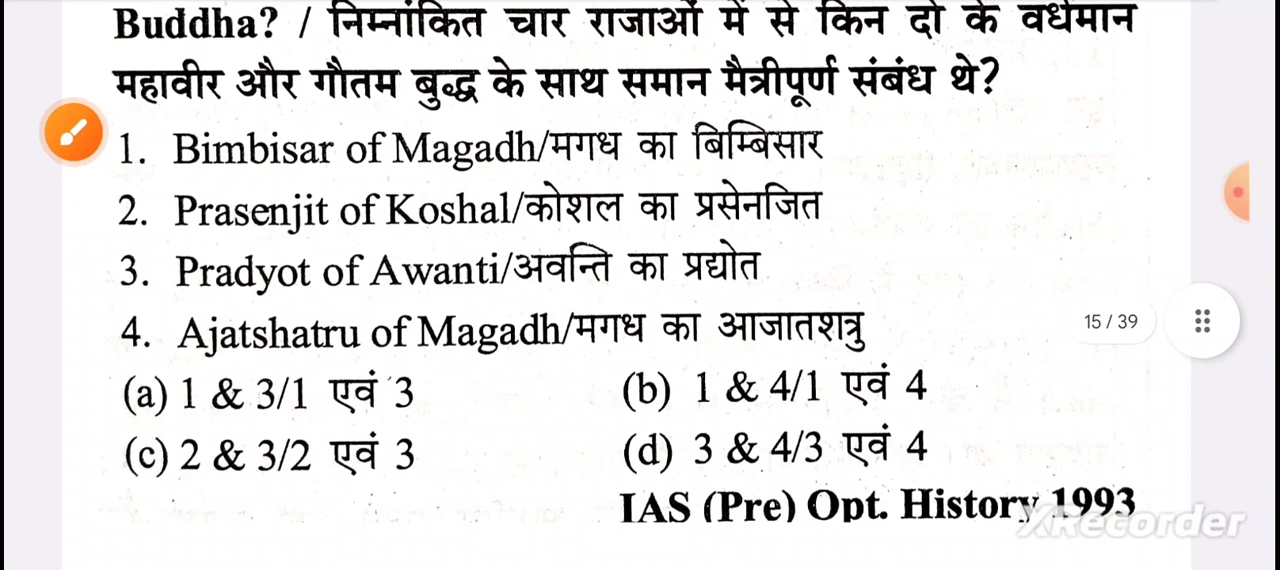 Buddha? / निम्नांकित चार राजाओं में से किन दो के वर्धमान
महावीर और गौतम बुद्ध के साथ समान मैत्रीपूर्ण संबंध थे?
1. Bimbisar of Magadh/मगध का बिम्बिसार
2. Prasenjit of Koshal/कोशल का प्रसेनजित
3. Pradyot of Awanti/अवन्ति का प्रद्योत
4. Ajatshatru of Magadh/मगध का आजातशत्रु
15 / 39
(a) 1 & 3/1 एवं 3 (b) 1 & 4/1 एवं 4
(c) 2 & 3/2 एवं 3 (d) 3 & 4/3 एवं 4
IAS (Pre) Opt. History 1993
XRecorder